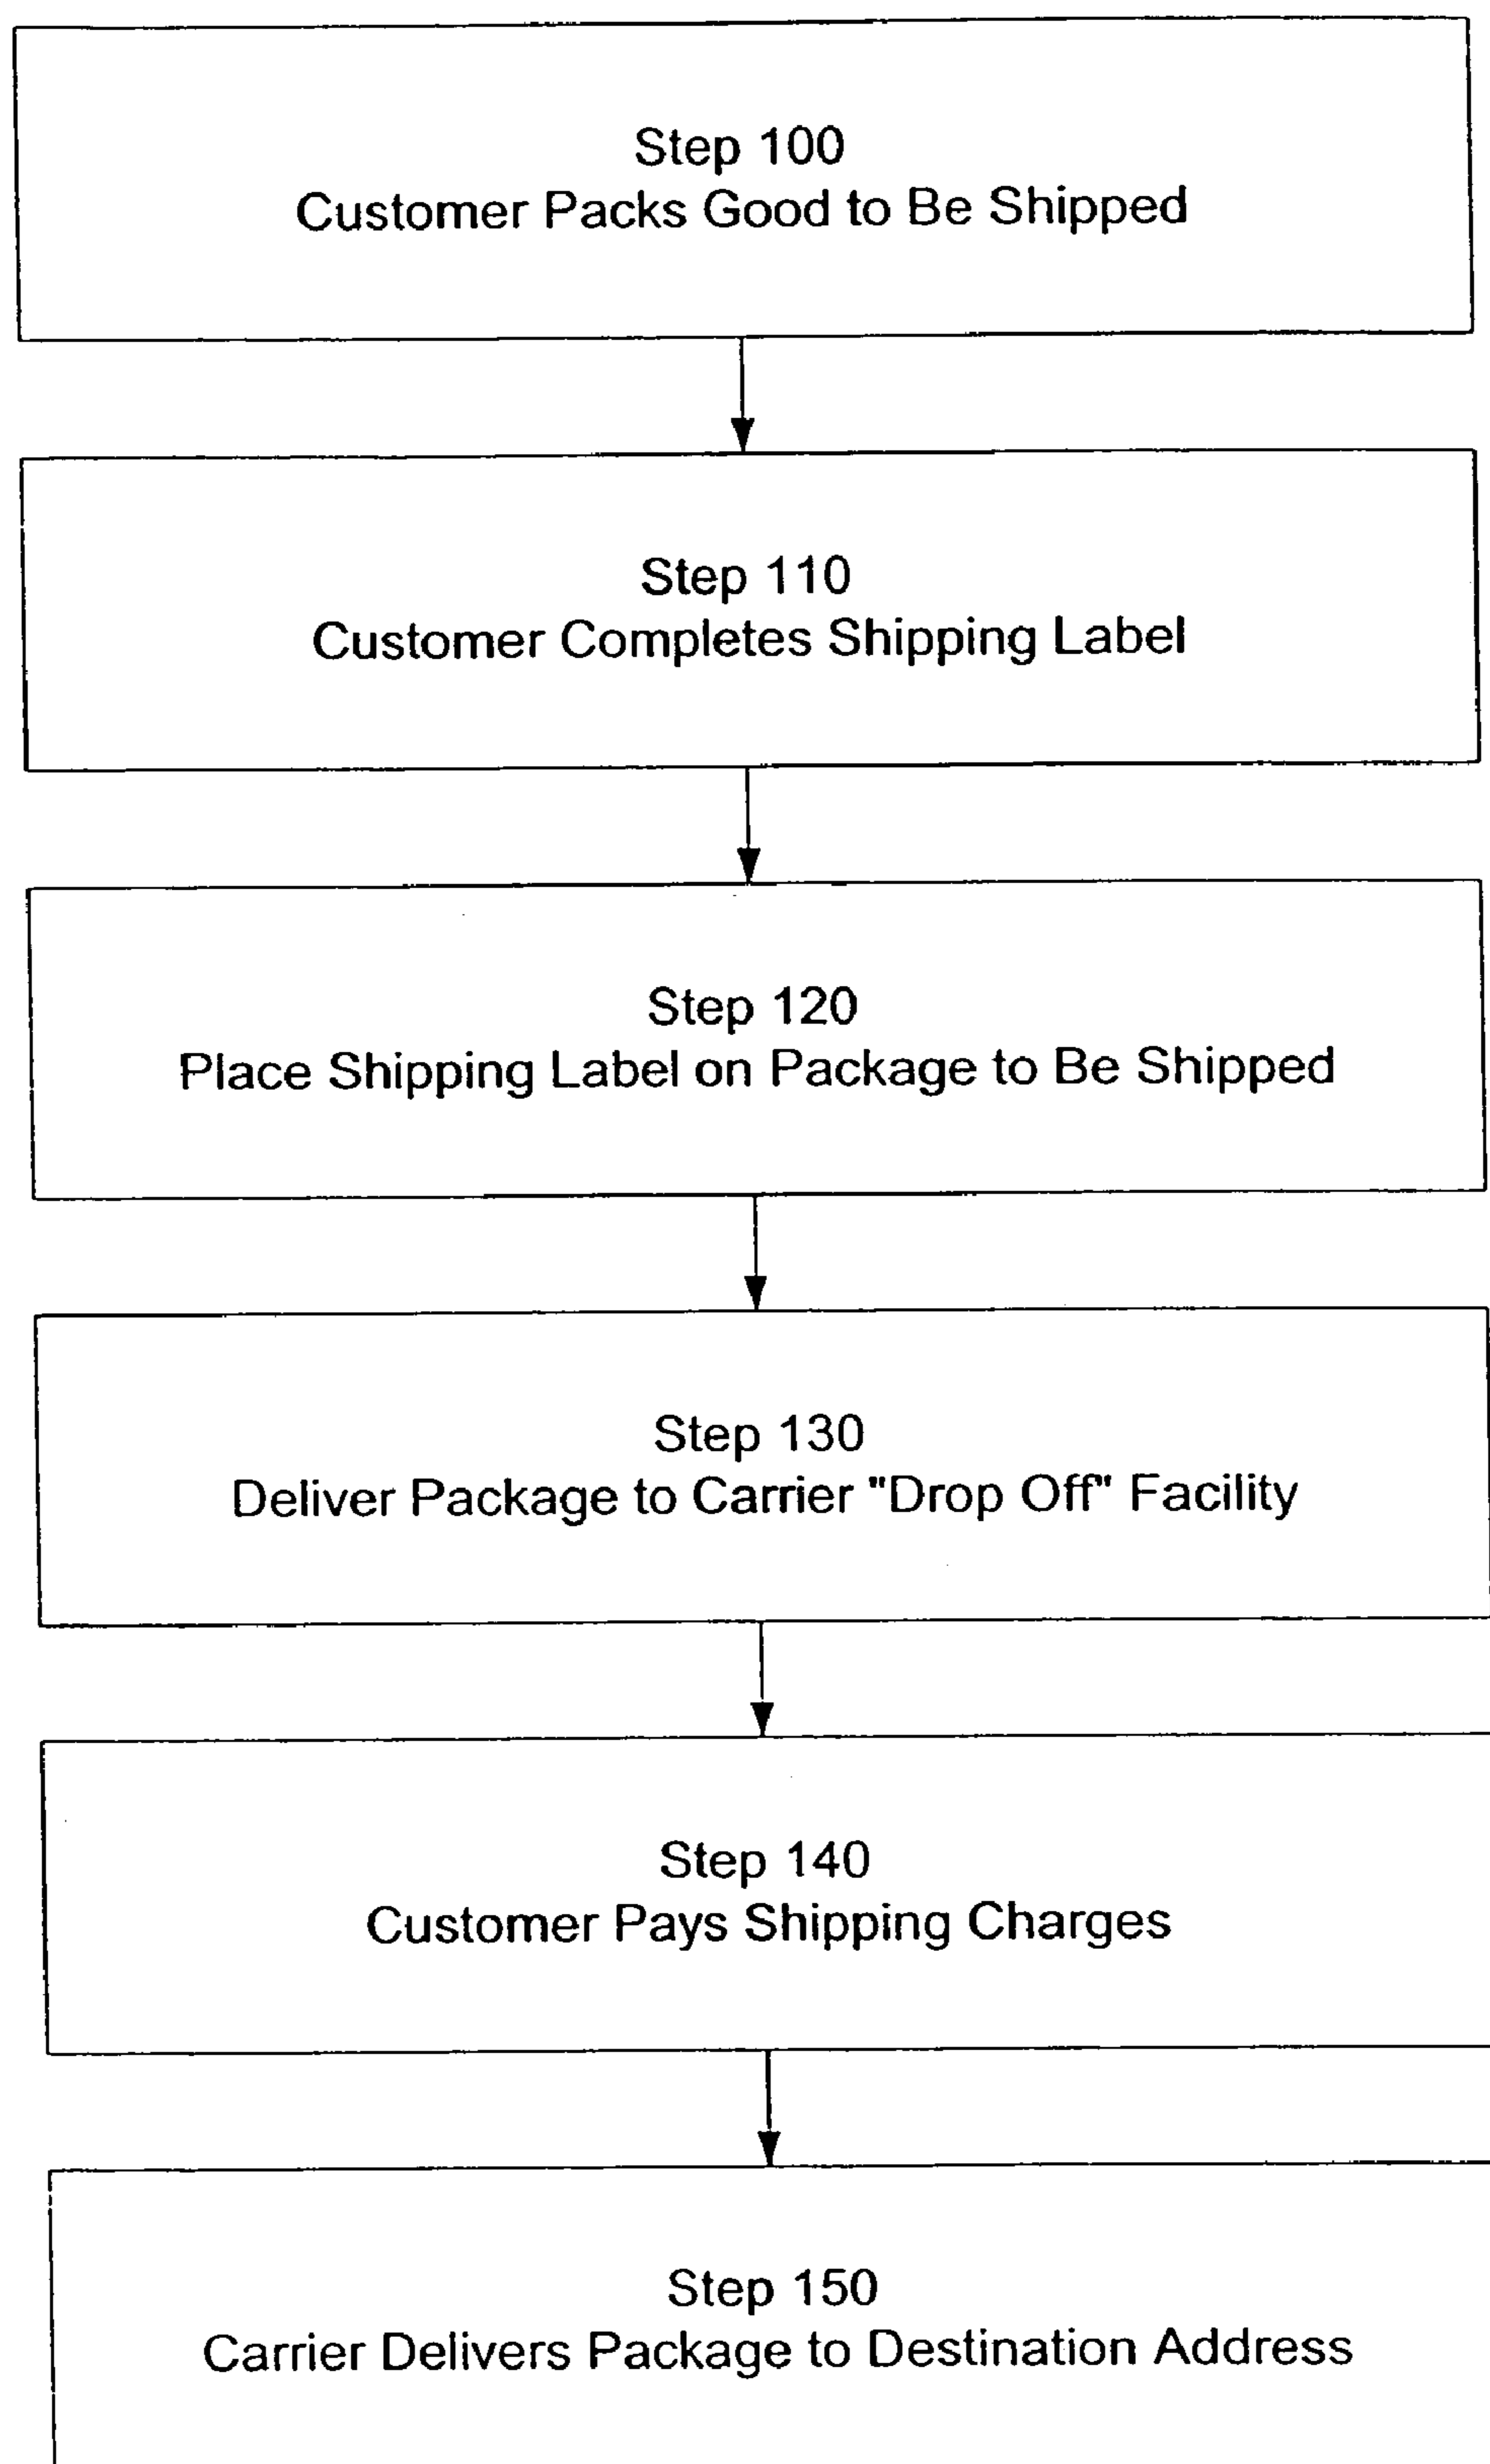 Step 100
Customer Packs Good to Be Shipped
Step 110
Customer Completes Shipping Label
Step 120
Place Shipping Label on Package to Be Shipped
Step 130
Deliver Package to Carrier "Drop Off" Facility
Step 140
Customer Pays Shipping Charges
Step 150
Carrier Delivers Package to Destination Address